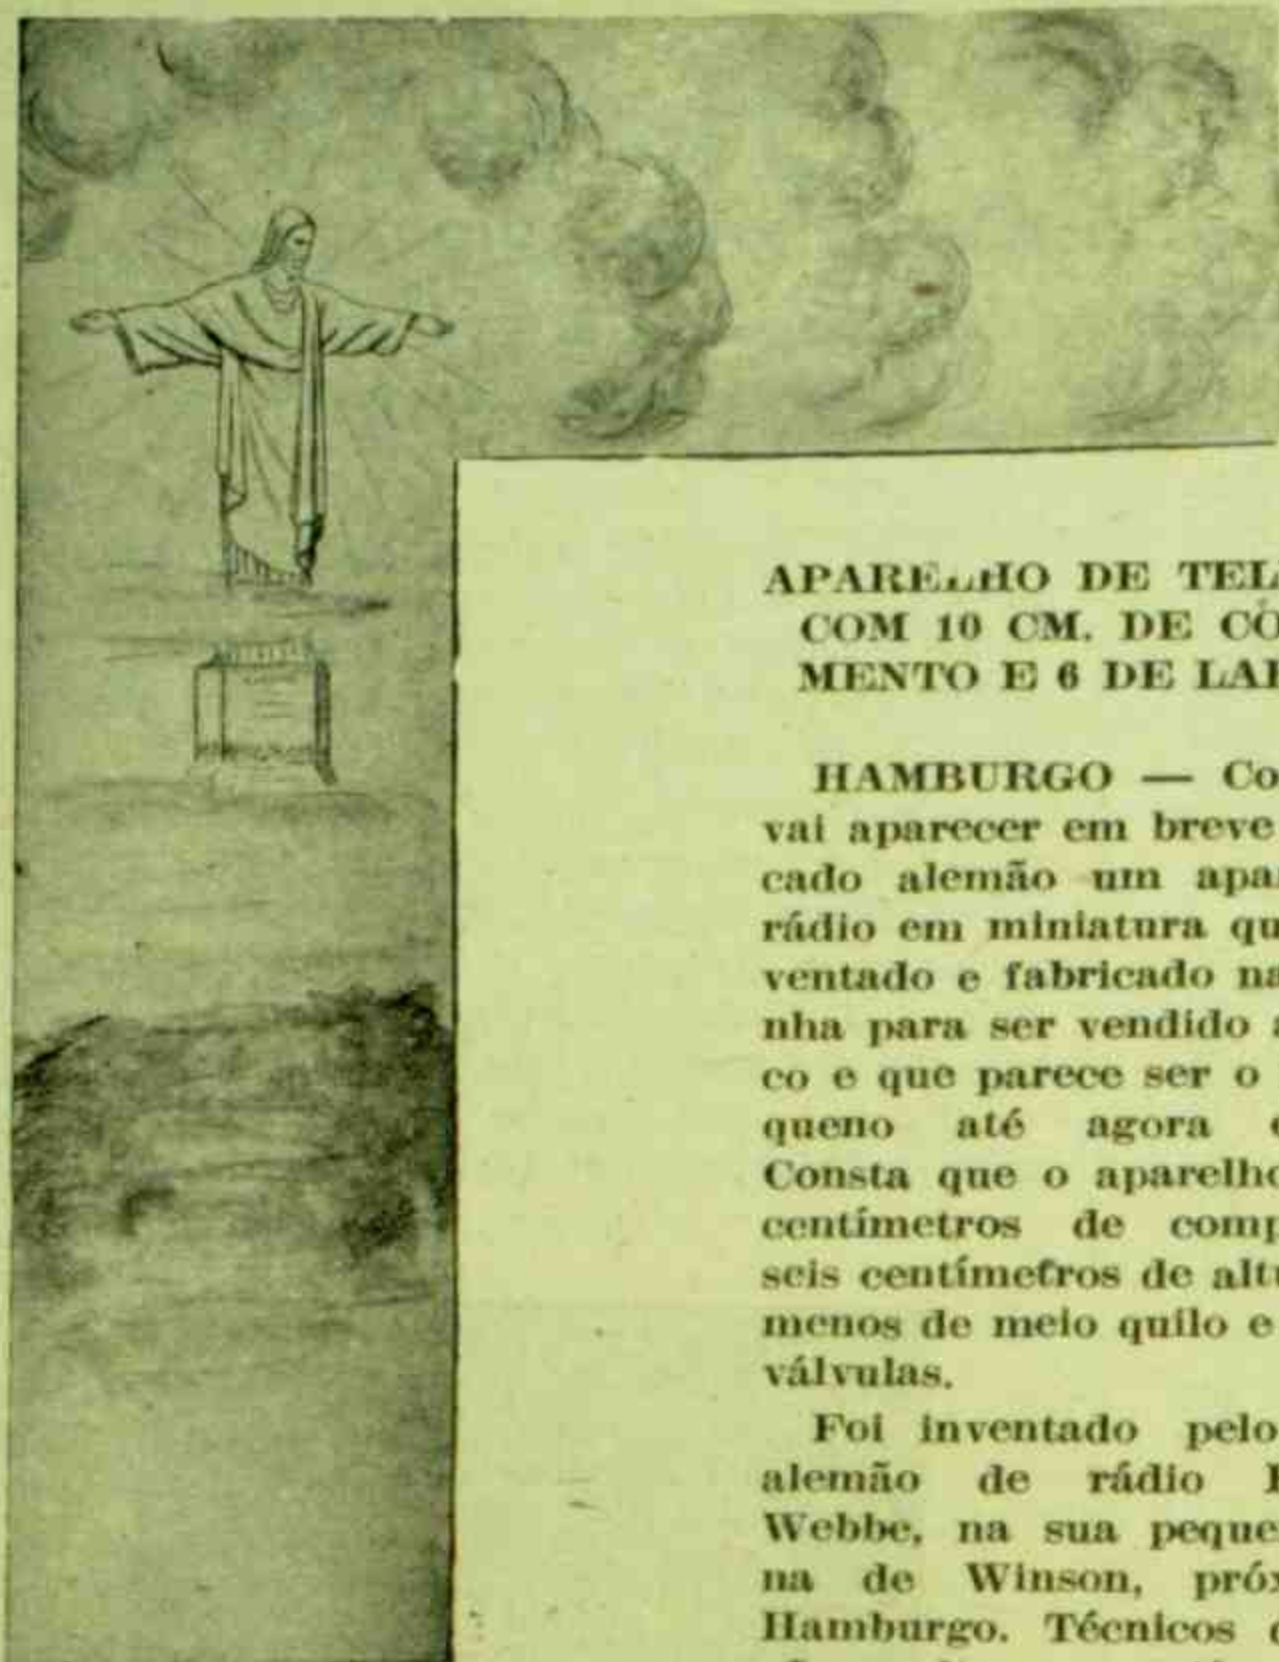 APARELHO DE TEL
COM 10 CM. DE CO
MENTO E 6 DE LAR
HAMBURGO — Co
vai aparecer em breve
cado alemão um apar
rádio em miniatura qu
ventado e fabricado na
nha para ser vendido a
co e que parece ser o
queno até agora e
Consta que o aparelho
centímetros de comp
seis centímetros de altu
menos de meio quilo e
válvulas.
Foi inventado pelo
alemão de rádio
Webbe, na sua peque
na de Winson, próx
Hamburgo. Técnicos d